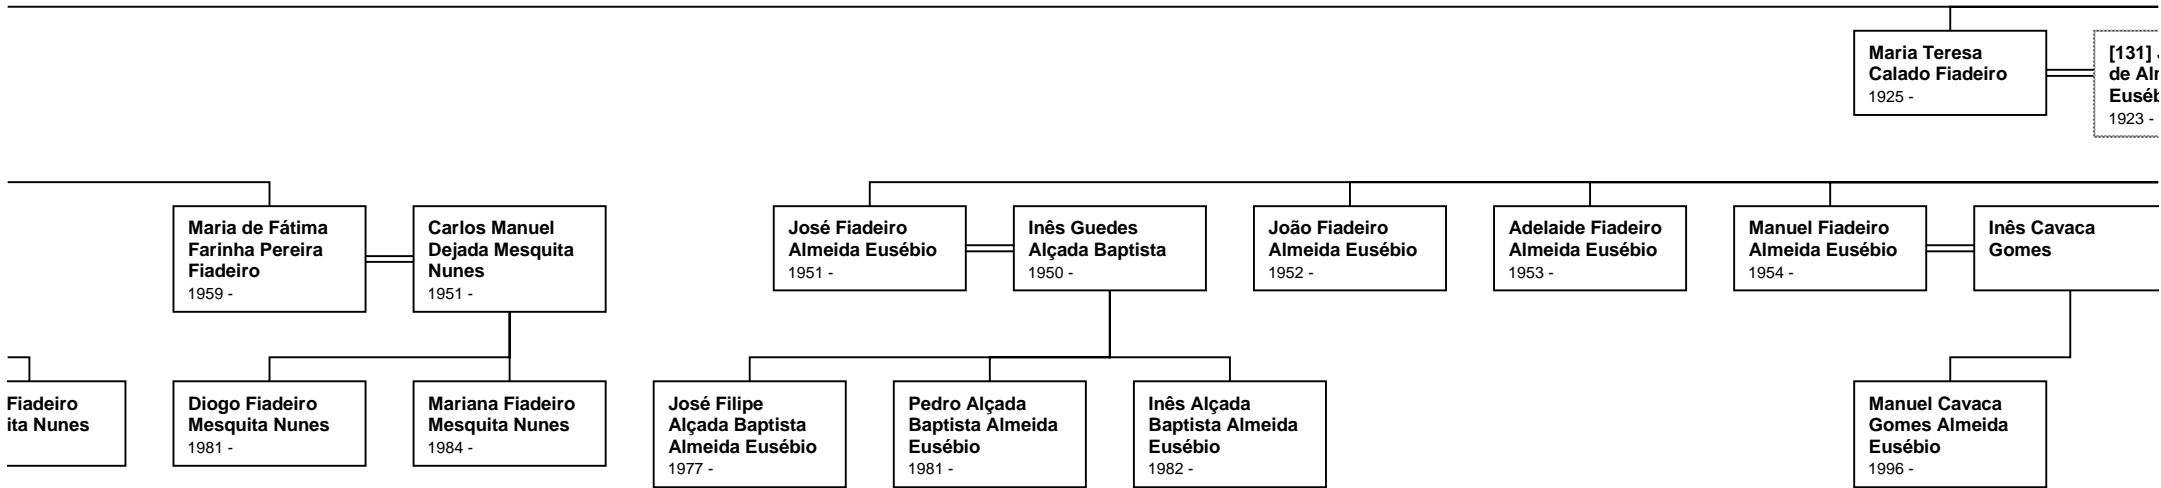 Maria Teresa
Calado Fiadeiro
1925 -
[131]
de
1923 -
Maria de Fátima
Farinha Pereira
Fiadeiro
1959 -
Carlos Manuel
Dejada Mesquita
Nunes
1951 -
José Fiadeiro
Almeida Eusébio
1951 -
Inês Guedes
Alçada Baptista
1950 -
João Fiadeiro
Almeida Eusébio
1952 -
Adelaide Fiadeiro
Almeida Eusébio
1953 -
Manuel Fiadeiro
Almeida Eusébio
1954 -
Inês Cavaca
Gomes
Fiadeiro
Nunes
Diogo Fiadeiro
Mesquita Nunes
1981 -
Mariana Fiadeiro
Mesquita Nunes
1984 -
José Filipe
Alçada Baptista
Almeida Eusébio
1977 -
Pedro Alçada
Baptista Almeida
Eusébio
1981 -
Inês Alçada
Baptista Almeida
Eusébio
1982 -
Manuel Cavaca
Gomes Almeida
Eusébio
1996 -